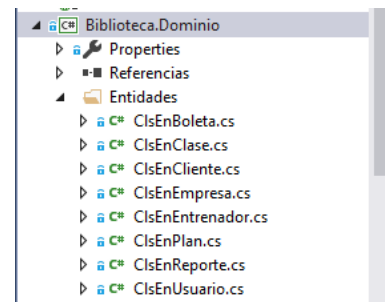 C# Biblioteca.Dominio
Properties
Referencias
Entidades
C# ClsEnBoleta.cs
C# ClsEnClase.cs
C# ClsEnCliente.cs
C# ClsEnEmpresa.cs
C# ClsEnEntrenador.cs
C# ClsEnPlan.cs
C# ClsEnReporte.cs
C# ClsEnUsuario.cs